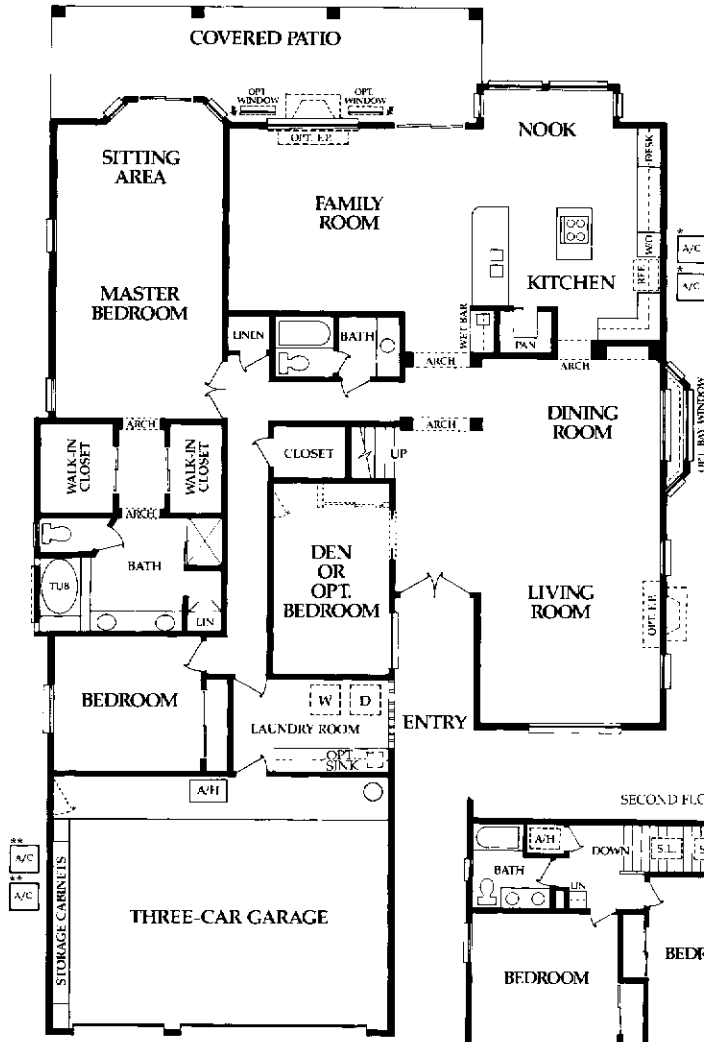 COVERED PATIO
OPT.
WINDOW
OPT.
WINDOW
OPT. F.P.
NOOK
DESK
SITTING
AREA
FAMILY
ROOM
W/O
REF.
*
A/C
*
A/C
KITCHEN
MASTER
BEDROOM
LINEN
BATH
WET BAR
PAN
ARCH
ARCH
ARCH
ARCH
DINING
ROOM
OPT. BAY WINDOW
WALK-IN
CLOSET
WALK-IN
CLOSET
CLOSET
UP
BATH
TUB
LIN
DEN
OR
OPT.
BEDROOM
LIVING
ROOM
OPT. F.P.
BEDROOM
W
D
LAUNDRY ROOM
ENTRY
OPT.
SINK
A/H
**
A/C
**
A/C
STORAGE CABINETS
THREE-CAR GARAGE
SECOND FLO
A/H
DOWN
S.L.
BATH
LIN
BEDROOM
BEDR